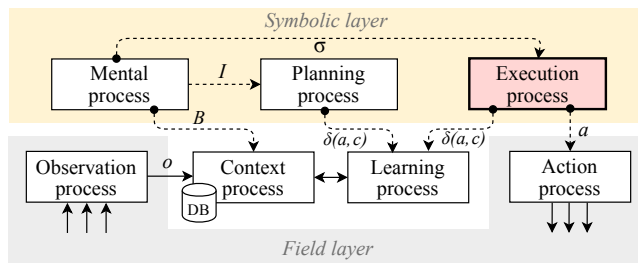 Symbolic layer
σ
Mental
process
I
Planning
process
Execution
process
B
δ(a, c)
δ(a, c)
a
Observation
process
o
Context
process
DB
Learning
process
Action
process
Field layer